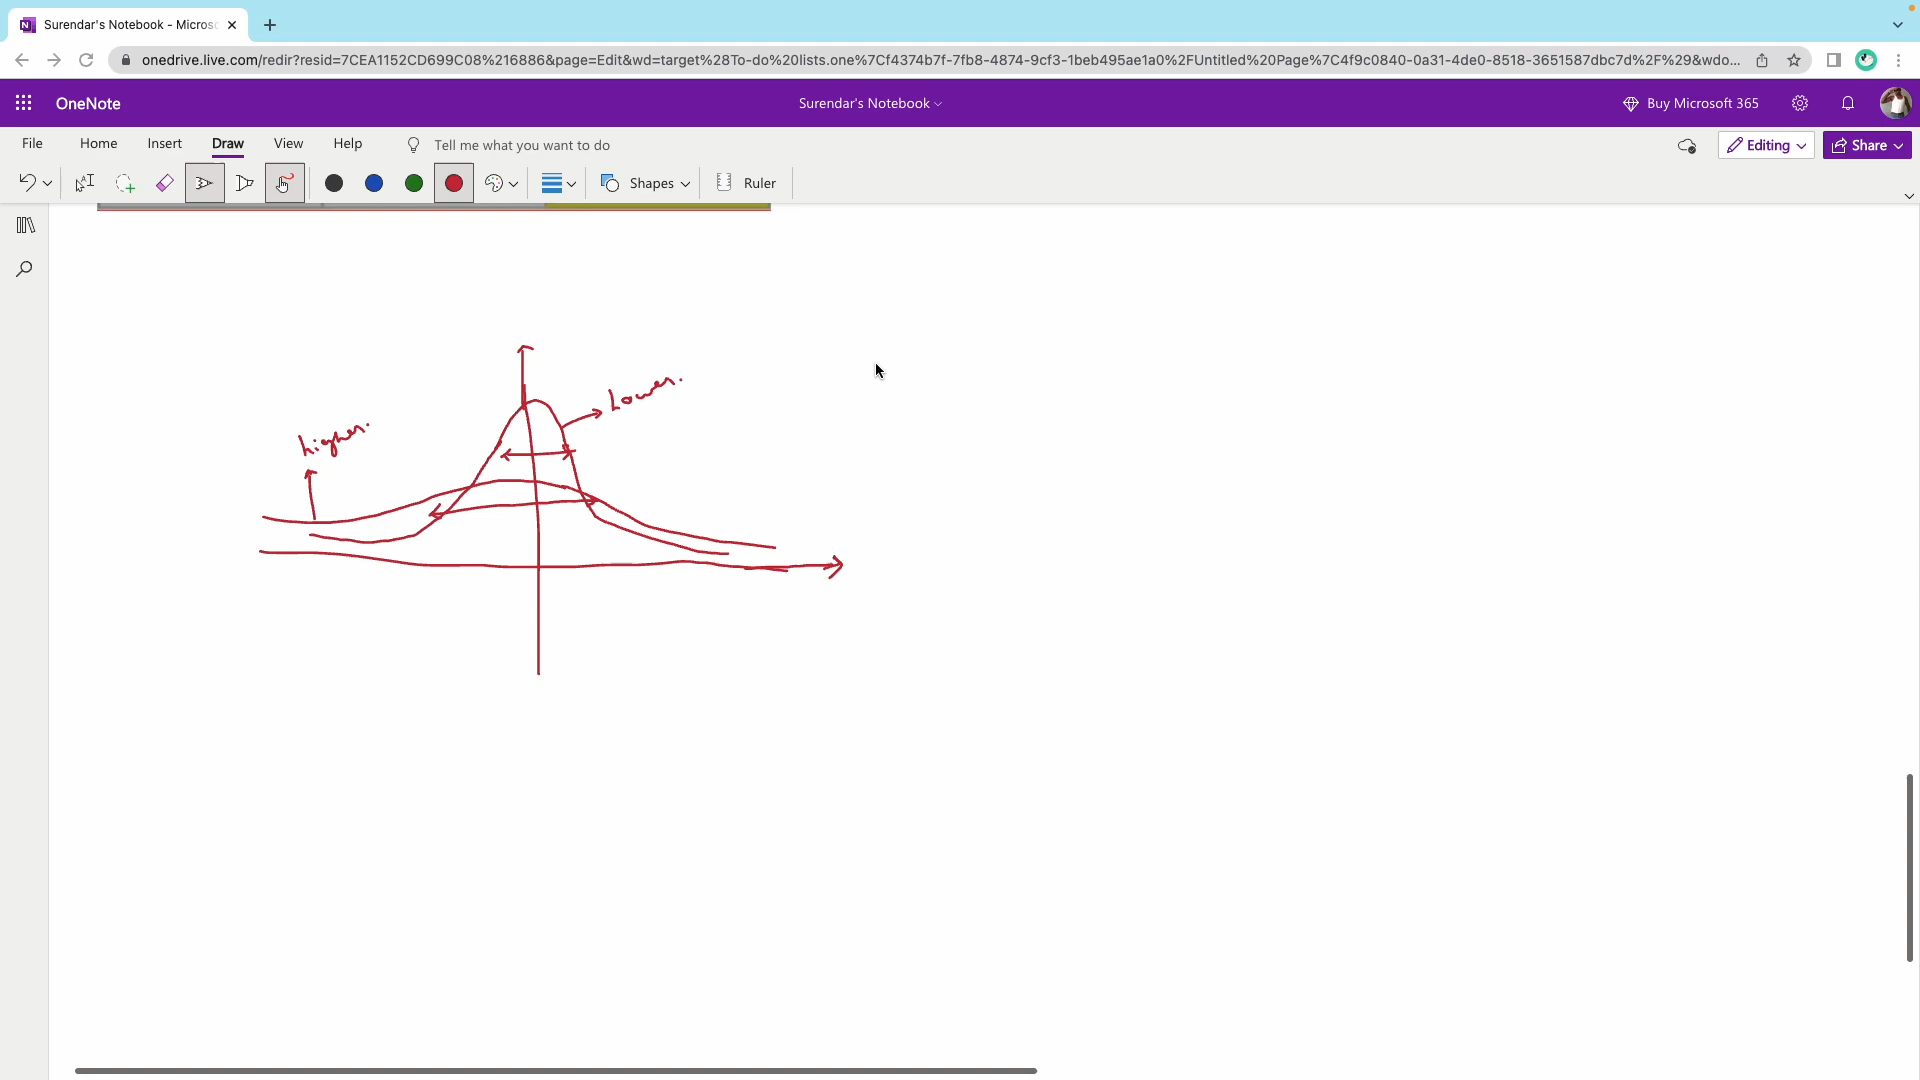 Surendar's Notebook - Micros
onedrive.live.com/redir?resid=7CEA1152CD699C08%216886&page=Edit&wd=target%28To-do%20lists.one%7Cf4374b7f-7fb8-4874-9cf3-1beb495ae1a0%2FUntitled%20Page%7C4f9c0840-0a31-4de0-8518-3651587dbc7d%2F%29&wdo...
OneNote
Surendar's Notebook
Buy Microsoft 365
File Home Insert Draw View Help Tell me what you want to do
Editing Share
Shapes Ruler
Lower.
higher.